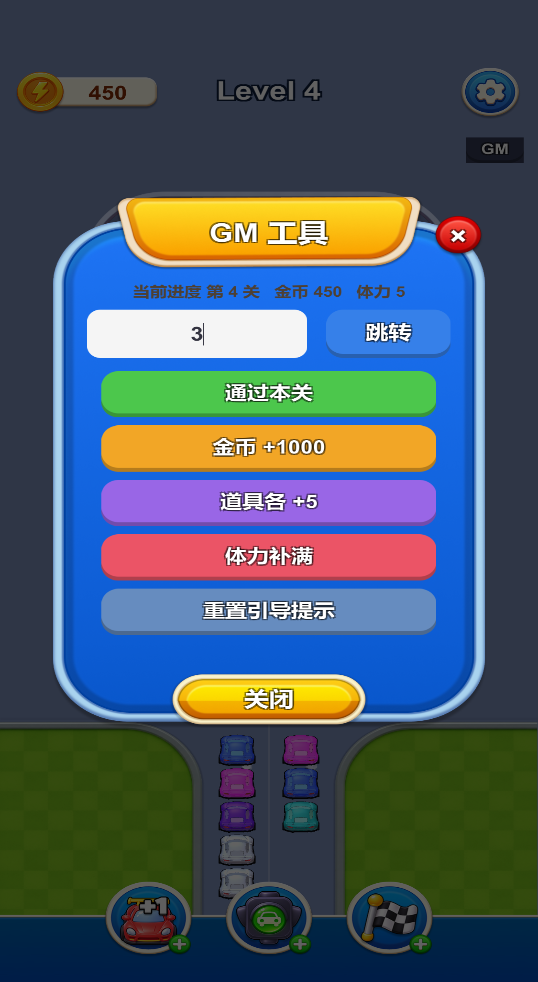 450
Level 4
GM
GM 工具
当前进度 第 4 关 金币 450 体力 5
3
跳转
通过本关
金币 +1000
道具各 +5
体力补满
重置引导提示
关闭
+1